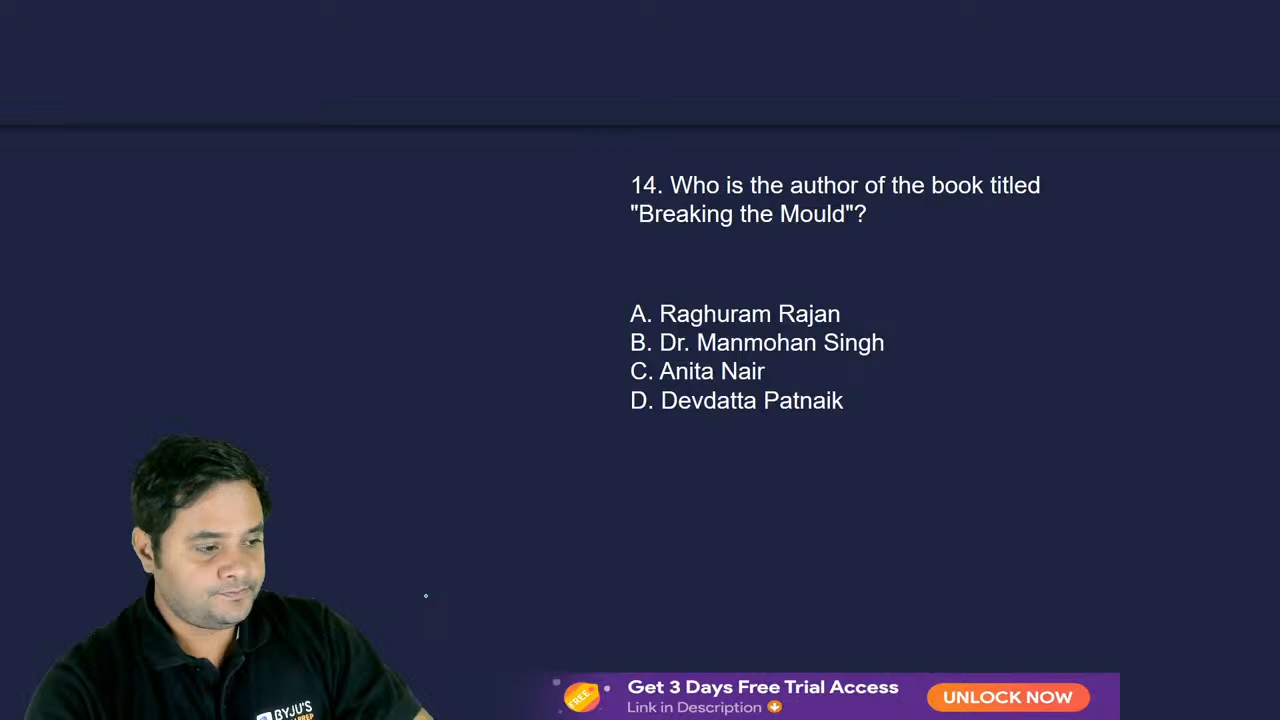 14. Who is the author of the book titled
"Breaking the Mould"?
A. Raghuram Rajan
B. Dr. Manmohan Singh
C. Anita Nair
D. Devdatta Patnaik
BYJU'S
FREE
Get 3 Days Free Trial Access
Link in Description
UNLOCK NOW